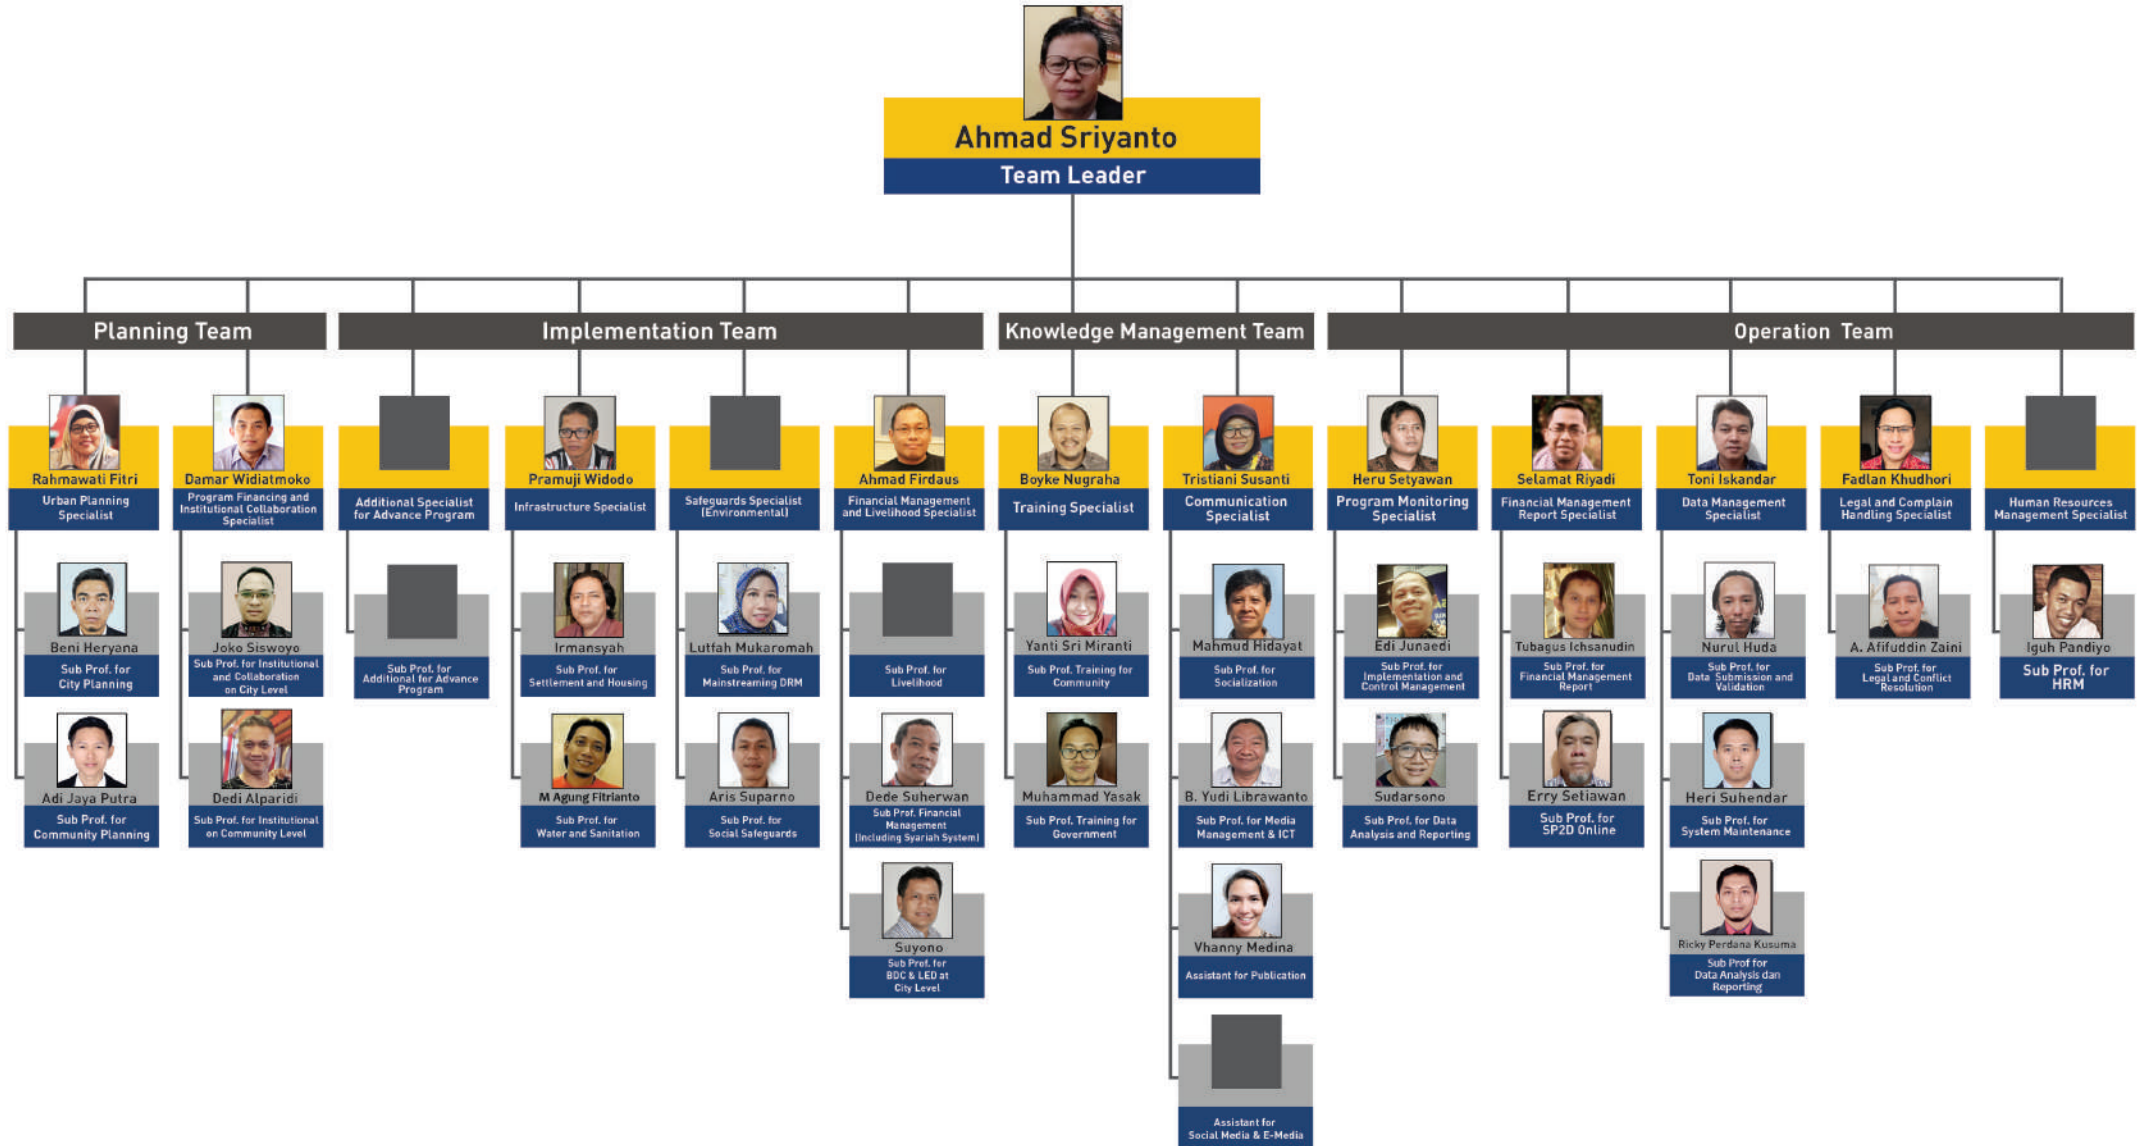 Ahmad Sriyanto
Team Leader
Planning Team
Implementation Team
Knowledge Management Team
Operation Team
Rahmawati Fitri
Urban Planning
Specialist
Damar Widiatmoko
Program Financing and
Institutional Collaboration
Specialist
Additional Specialist
for Advance Program
Pramuji Widodo
Infrastructure Specialist
Safeguards Specialist
(Environmental)
Ahmad Firdaus
Financial Management
and Livelihood Specialist
Boyke Nugraha
Training Specialist
Tristiani Susanti
Communication
Specialist
Heru Setyawan
Program Monitoring
Specialist
Selamat Riyadi
Financial Management
Report Specialist
Toni Iskandar
Data Management
Specialist
Fadlan Khudhori
Legal and Complain
Handling Specialist
Human Resources
Management Specialist
Beni Heryana
Sub Prof. for
City Planning
Joko Siswoyo
Sub Prof. for Institutional
and Collaboration
on City Level
Sub Prof. for
Additional for Advance
Program
Irmansyah
Sub Prof. for
Settlement and Housing
Lutfah Mukaromah
Sub Prof. for
Mainstreaming DRM
Sub Prof. for
Livelihood
Yanti Sri Miranti
Sub Prof. Training for
Community
Mahmud Hidayat
Sub Prof. for
Socialization
Edi Junaedi
Sub Prof. for
Implementation and
Control Management
Tubagus Ichsanudin
Sub Prof. for
Financial Management
Report
Nurul Huda
Sub Prof. for
Data Submission and
Validation
A. Afifuddin Zaini
Sub Prof. for
Legal and Conflict
Resolution
Iguh Pandiyo
Sub Prof. for
HRM
Adi Jaya Putra
Sub Prof. for
Community Planning
Dedi Alparidi
Sub Prof. for Institutional
on Community Level
M Agung Fitrianto
Sub Prof. for
Water and Sanitation
Aris Suparno
Sub Prof. for
Social Safeguards
Dede Suherwan
Sub Prof. Financial
Management
(Including Syariah System)
Muhammad Yasak
Sub Prof. Training for
Government
B. Yudi Librawanto
Sub Prof. for Media
Management & ICT
Sudarsono
Sub Prof. for Data
Analysis and Reporting
Erry Setiawan
Sub Prof. for
SP2D Online
Heri Suhendar
Sub Prof. for
System Maintenance
Suyono
Sub Prof. for
BDC & LED at
City Level
Vhanny Medina
Assistant for Publication
Ricky Perdana Kusuma
Sub Prof for
Data Analysis dan
Reporting
Assistant for
Social Media & E-Media